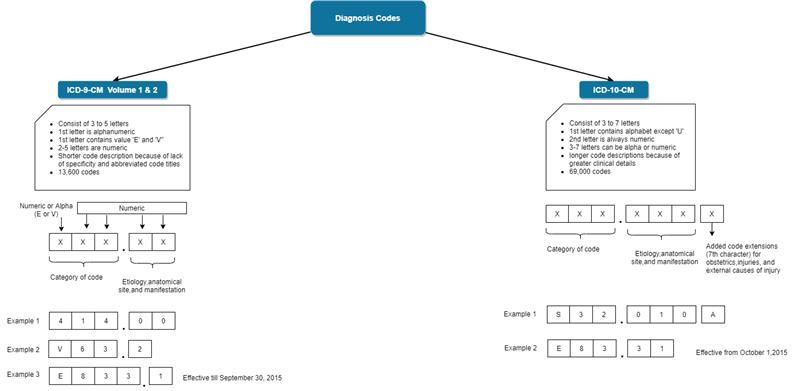 Diagnosis Codes
ICD-9-CM Volume 1 & 2
Consist of 3 to 5 letters
1st letter is alphanumeric
1st letter contains value 'E' and 'V"
2-5 letters are numeric
Shorter code description because of lack
of specificity and abbreviated code titles
13,600 codes
Numeric or Alpha
(E or V)
Numeric
X X X . X X
Category of code
Etiology,anatomical
site,and manifestation
Example 1 4 1 4 . 0 0
Example 2 V 6 3 . 2
Example 3 E 8 3 3 . 1 Effective till September 30, 2015
ICD-10-CM
Consist of 3 to 7 letters
1st letter contains alphabet except 'U'
2nd letter is always numeric
3-7 letters can be alpha or numeric
longer code descriptions because of
greater clinical details
69,000 codes
X X X . X X X X
Category of code
Etiology,anatomical
site,and manifestation
Added code extensions
(7th character) for
obstetrics,injuries, and
external causes of injury
Example 1 S 3 2 . 0 1 0 A
Example 2 E 8 3 . 3 1 Effective from October 1,2015